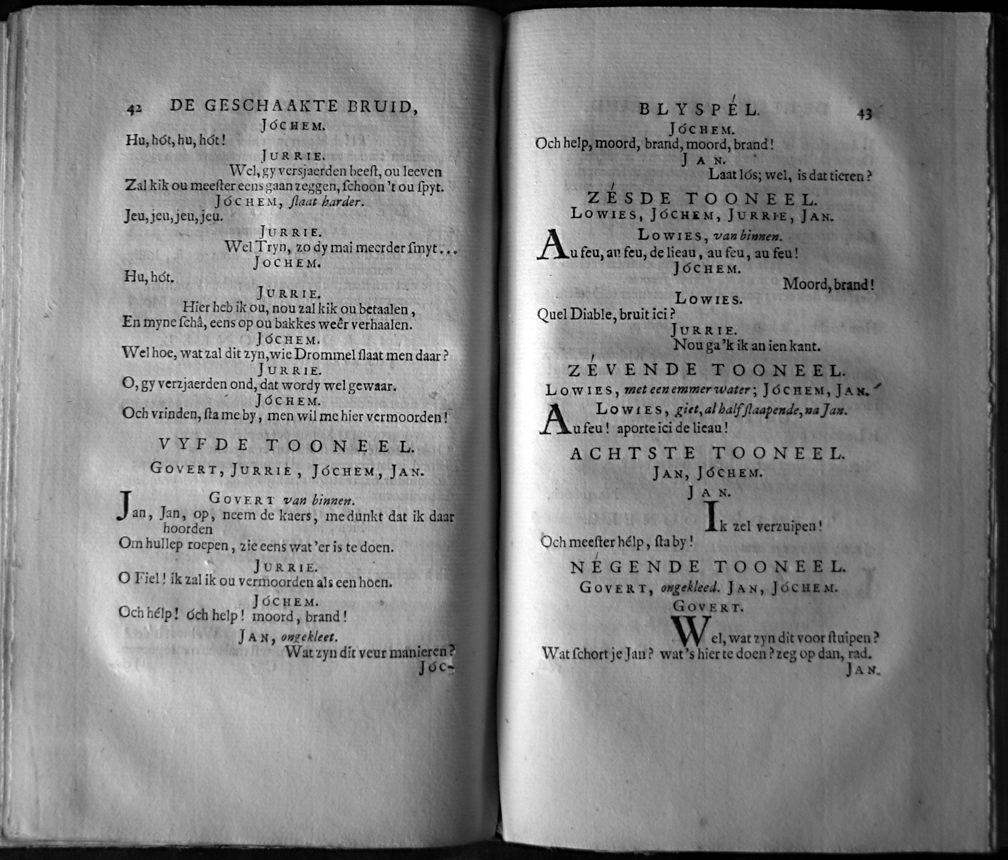 42 DE GESCHAAKTE BRUID,
JÓCHEM.
Hu, hót, hu, hót!
JURRIE.
Wel, gy versjaerden beest, ou leeven
Zal kik ou meester eens gaan zeggen, schoon 't ou spyt.
JÓCHEM, slaat harder.
Jeu, jeu, jeu, jeu.
JURRIE.
Wel Tryn, zo dy mai meerder smyt...
JOCHEM.
Hu, hót.
JURRIE.
Hier heb ik ou, nou zal kik ou betaalen,
En myne schâ, eens op ou bakkes weêr verhaalen.
JÓCHEM.
Wel hoe, wat zal dit zyn, wie Drommel slaat men daar?
JURRIE.
O, gy verzjaerden ond, dat wordy wel gewaar.
JÓCHEM.
Och vrinden, sta me by, men wil me hier vermoorden!
VYFDE TOONEEL.
GOVERT, JURRIE, JÓCHEM, JAN.
GOVERT van binnen.
Jan, Jan, op, neem de kaers, me dunkt dat ik daar
hoorden
Om hullep roepen, zie eens wat 'er is te doen.
JURRIE.
O Fiel! ik zal ik ou vermoorden als een hoen.
JÓCHEM.
Och hélp! óch help! moord, brand!
JAN, ongekleet.
Wat zyn dit veur manieren?
JÓC-
BLYSPÉL. 43
JÓCHEM.
Och help, moord, brand, moord, brand!
JAN.
Laat lós; wel, is dat tieren?
ZÉSDE TOONEEL.
LOWIES, JÓCHEM, JURRIE, JAN.
LOWIES, van binnen.
Au feu, au feu, de lieau, au feu, au feu!
JÓCHEM.
Moord, brand!
LOWIES.
Quel Diable, bruit ici?
JURRIE.
Nou ga 'k ik an ien kant.
ZÉVENDE TOONEEL.
LOWIES, met een emmer water; JÓCHEM, JAN.
LOWIES, giet, al half slaapende, na Jan.
Au feu! aporte ici de lieau!
ACHTSTE TOONEEL.
JAN, JÓCHEM.
JAN.
Ik zel verzuipen!
Och meester hélp, sta by!
NÉGENDE TOONEEL.
GOVERT, ongekleed. JAN, JÓCHEM.
GOVERT.
Wel, wat zyn dit voor stuipen?
Wat schort je Jan? wat 's hier te doen? zeg op dan, rad.
JAN.